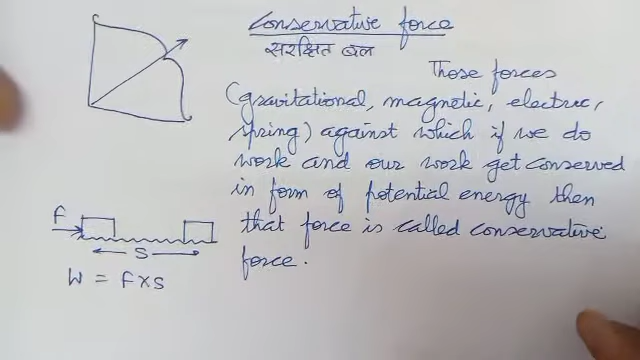 Conservative force
संरक्षित बल
Those forces
(gravitational, magnetic, electric,
spring) against which if we do
work and our work get conserved
in form of potential energy then
that force is called conservative
force.
F
S
W = F×S